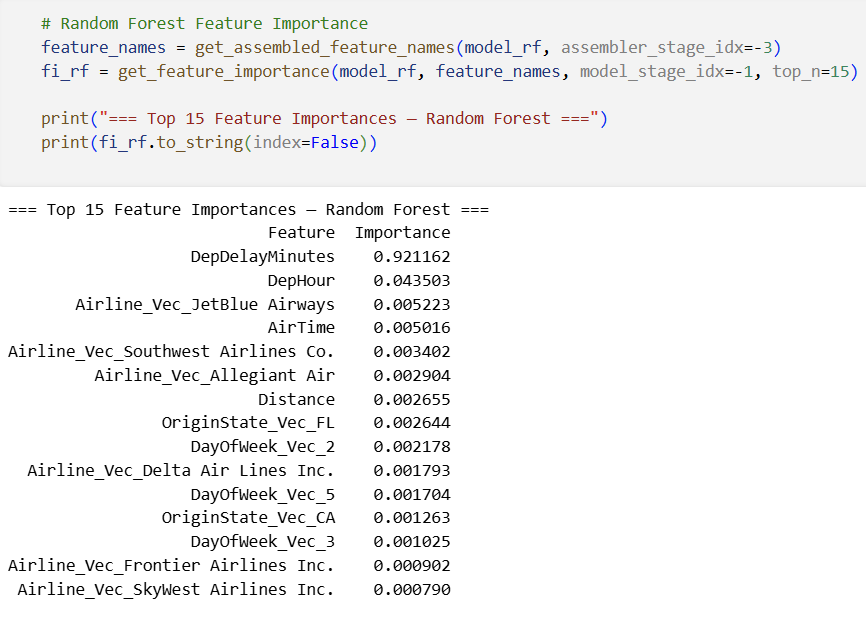 # Random Forest Feature Importance
feature_names = get_assembled_feature_names(model_rf, assembler_stage_idx=-3)
fi_rf = get_feature_importance(model_rf, feature_names, model_stage_idx=-1, top_n=15)
print("=== Top 15 Feature Importances — Random Forest ===")
print(fi_rf.to_string(index=False))
=== Top 15 Feature Importances — Random Forest ===
Feature Importance
DepDelayMinutes 0.921162
DepHour 0.043503
Airline_Vec_JetBlue Airways 0.005223
AirTime 0.005016
Airline_Vec_Southwest Airlines Co. 0.003402
Airline_Vec_Allegiant Air 0.002904
Distance 0.002655
OriginState_Vec_FL 0.002644
DayOfWeek_Vec_2 0.002178
Airline_Vec_Delta Air Lines Inc. 0.001793
DayOfWeek_Vec_5 0.001704
OriginState_Vec_CA 0.001263
DayOfWeek_Vec_3 0.001025
Airline_Vec_Frontier Airlines Inc. 0.000902
Airline_Vec_SkyWest Airlines Inc. 0.000790